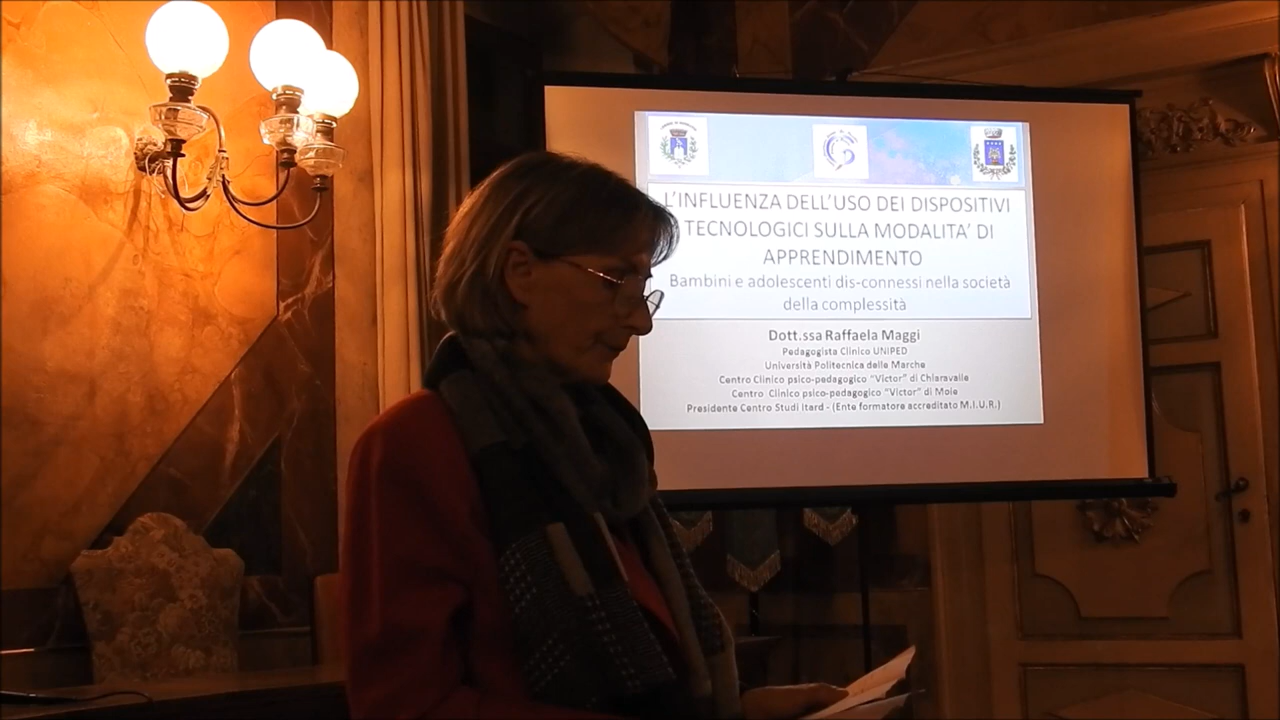 L'INFLUENZA DELL'USO DEI DISPOSITIVI
TECNOLOGICI SULLA MODALITA' DI
APPRENDIMENTO
Bambini e adolescenti dis-connessi nella società
della complessità
Dott.ssa Raffaela Maggi
Pedagogista Clinico UNIPED
Università Politecnica delle Marche
Centro Clinico psico-pedagogico "Victor" di Chiaravalle
Centro Clinico psico-pedagogico "Victor" di Moie
Presidente Centro Studi Itard - (Ente formatore accreditato M.I.U.R.)